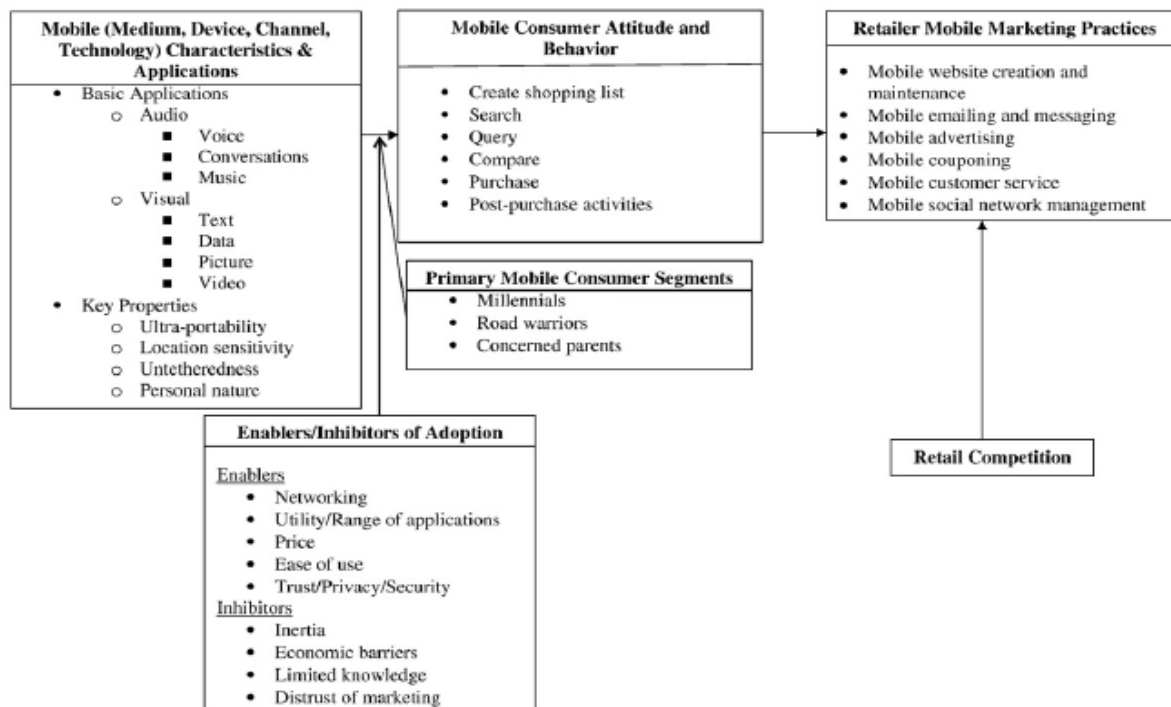 Mobile (Medium, Device, Channel,
Technology) Characteristics &
Applications
• Basic Applications
o Audio
■ Voice
■ Conversations
■ Music
o Visual
■ Text
■ Data
■ Picture
■ Video
• Key Properties
o Ultra-portability
o Location sensitivity
o Untetheredness
o Personal nature
Mobile Consumer Attitude and
Behavior
• Create shopping list
• Search
• Query
• Compare
• Purchase
• Post-purchase activities
Retailer Mobile Marketing Practices
• Mobile website creation and
maintenance
• Mobile emailing and messaging
• Mobile advertising
• Mobile couponing
• Mobile customer service
• Mobile social network management
Primary Mobile Consumer Segments
• Millennials
• Road warriors
• Concerned parents
Enablers/Inhibitors of Adoption
Enablers
• Networking
• Utility/Range of applications
• Price
• Ease of use
• Trust/Privacy/Security
Inhibitors
• Inertia
• Economic barriers
• Limited knowledge
• Distrust of marketing
Retail Competition